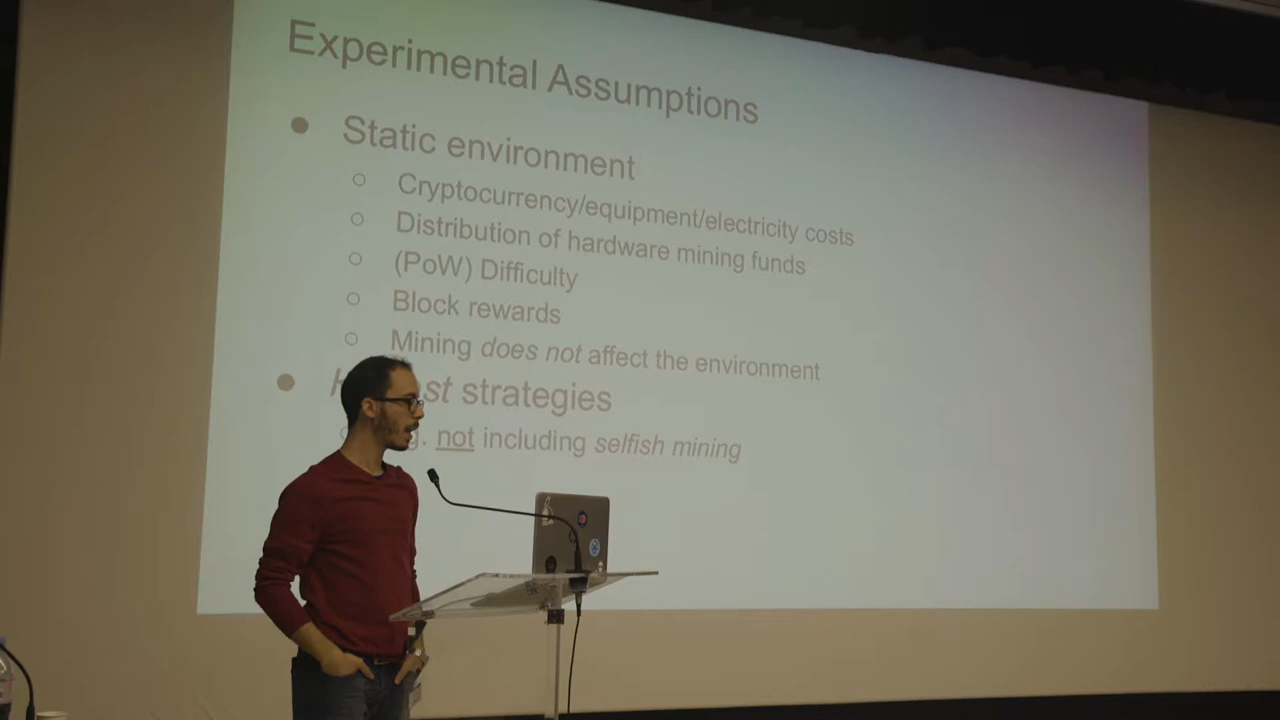 Experimental Assumptions
Static environment
Cryptocurrency/equipment/electricity costs
Distribution of hardware mining funds
(PoW) Difficulty
Block rewards
Mining does not affect the environment
strategies
not including selfish mining